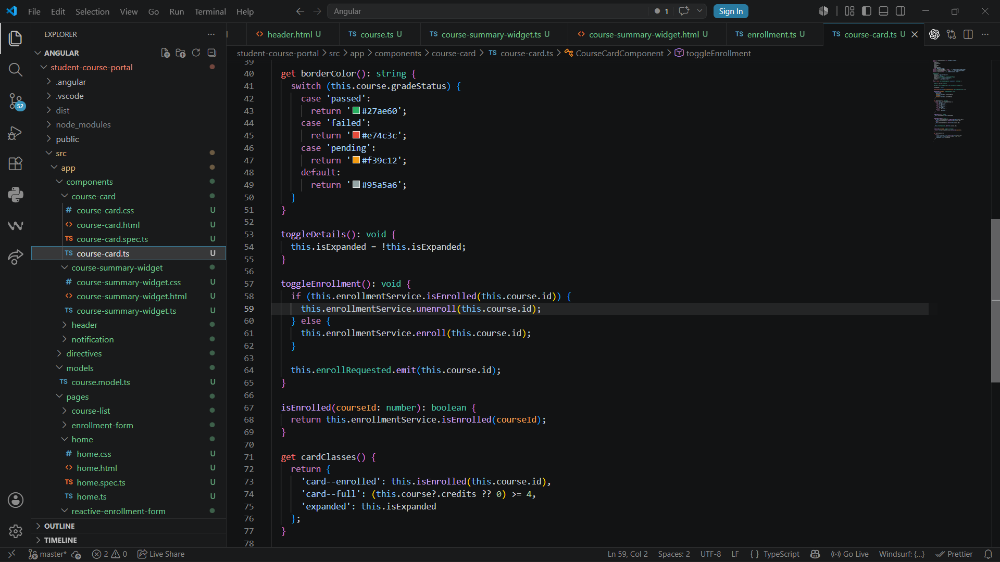 File Edit Selection View Go Run Terminal Help
Angular
1
Sign In
EXPLORER
ANGULAR
student-course-portal
.angular
.vscode
dist
node_modules
public
src
app
components
course-card
# course-card.css U
<> course-card.html U
TS course-card.spec.ts U
TS course-card.ts U
course-summary-widget
# course-summary-widget.css U
<> course-summary-widget.html U
TS course-summary-widget.ts U
header
notification
directives
models
TS course.model.ts U
pages
course-list
enrollment-form
home
# home.css U
<> home.html U
TS home.spec.ts U
TS home.ts U
reactive-enrollment-form
OUTLINE
TIMELINE
52
<> header.html U
TS course.ts U
TS course-summary-widget.ts U
<> course-summary-widget.html U
TS enrollment.ts U
TS course-card.ts U
student-course-portal > src > app > components > course-card > TS course-card.ts > CourseCardComponent > toggleEnrollment
39
40 get borderColor(): string {
41 switch (this.course.gradeStatus) {
42 case 'passed':
43 return '#27ae60';
44 case 'failed':
45 return '#e74c3c';
46 case 'pending':
47 return '#f39c12';
48 default:
49 return '#95a5a6';
50 }
51 }
52
53 toggleDetails(): void {
54 this.isExpanded = !this.isExpanded;
55 }
56
57 toggleEnrollment(): void {
58 if (this.enrollmentService.isEnrolled(this.course.id)) {
59 this.enrollmentService.unenroll(this.course.id);
60 } else {
61 this.enrollmentService.enroll(this.course.id);
62 }
63
64 this.enrollRequested.emit(this.course.id);
65 }
66
67 isEnrolled(courseId: number): boolean {
68 return this.enrollmentService.isEnrolled(courseId);
69 }
70
71 get cardClasses() {
72 return {
73 'card--enrolled': this.isEnrolled(this.course.id),
74 'card--full': (this.course?.credits ?? 0) >= 4,
75 'expanded': this.isExpanded
76 };
77 }
78
master* 2 0 Live Share
Ln 59, Col 2 Spaces: 2 UTF-8 LF {} TypeScript Go Live Windsurf: {...} Prettier